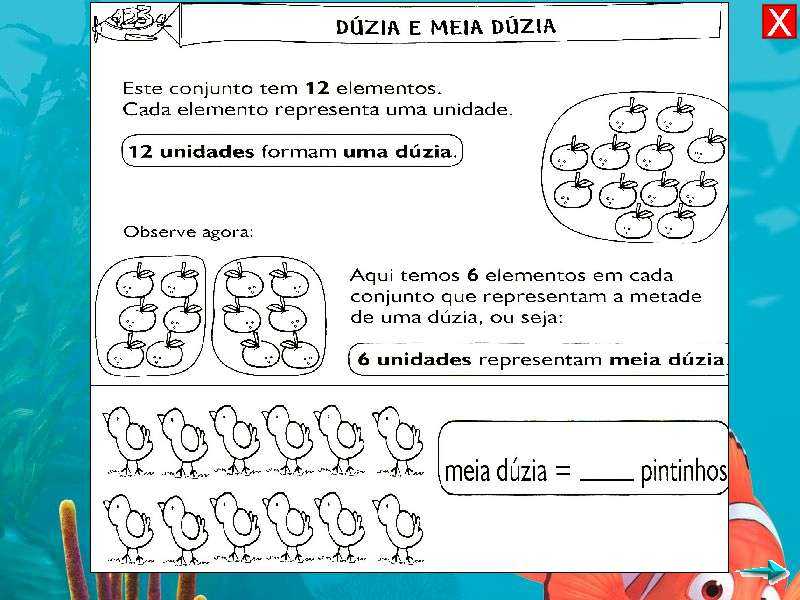 DÚZIA E MEIA DÚZIA
Este conjunto tem 12 elementos.
Cada elemento representa uma unidade.
12 unidades formam uma dúzia.
Observe agora:
Aqui temos 6 elementos em cada
conjunto que representam a metade
de uma dúzia, ou seja:
6 unidades representam meia dúzia
meia dúzia = ____ pintinhos
X